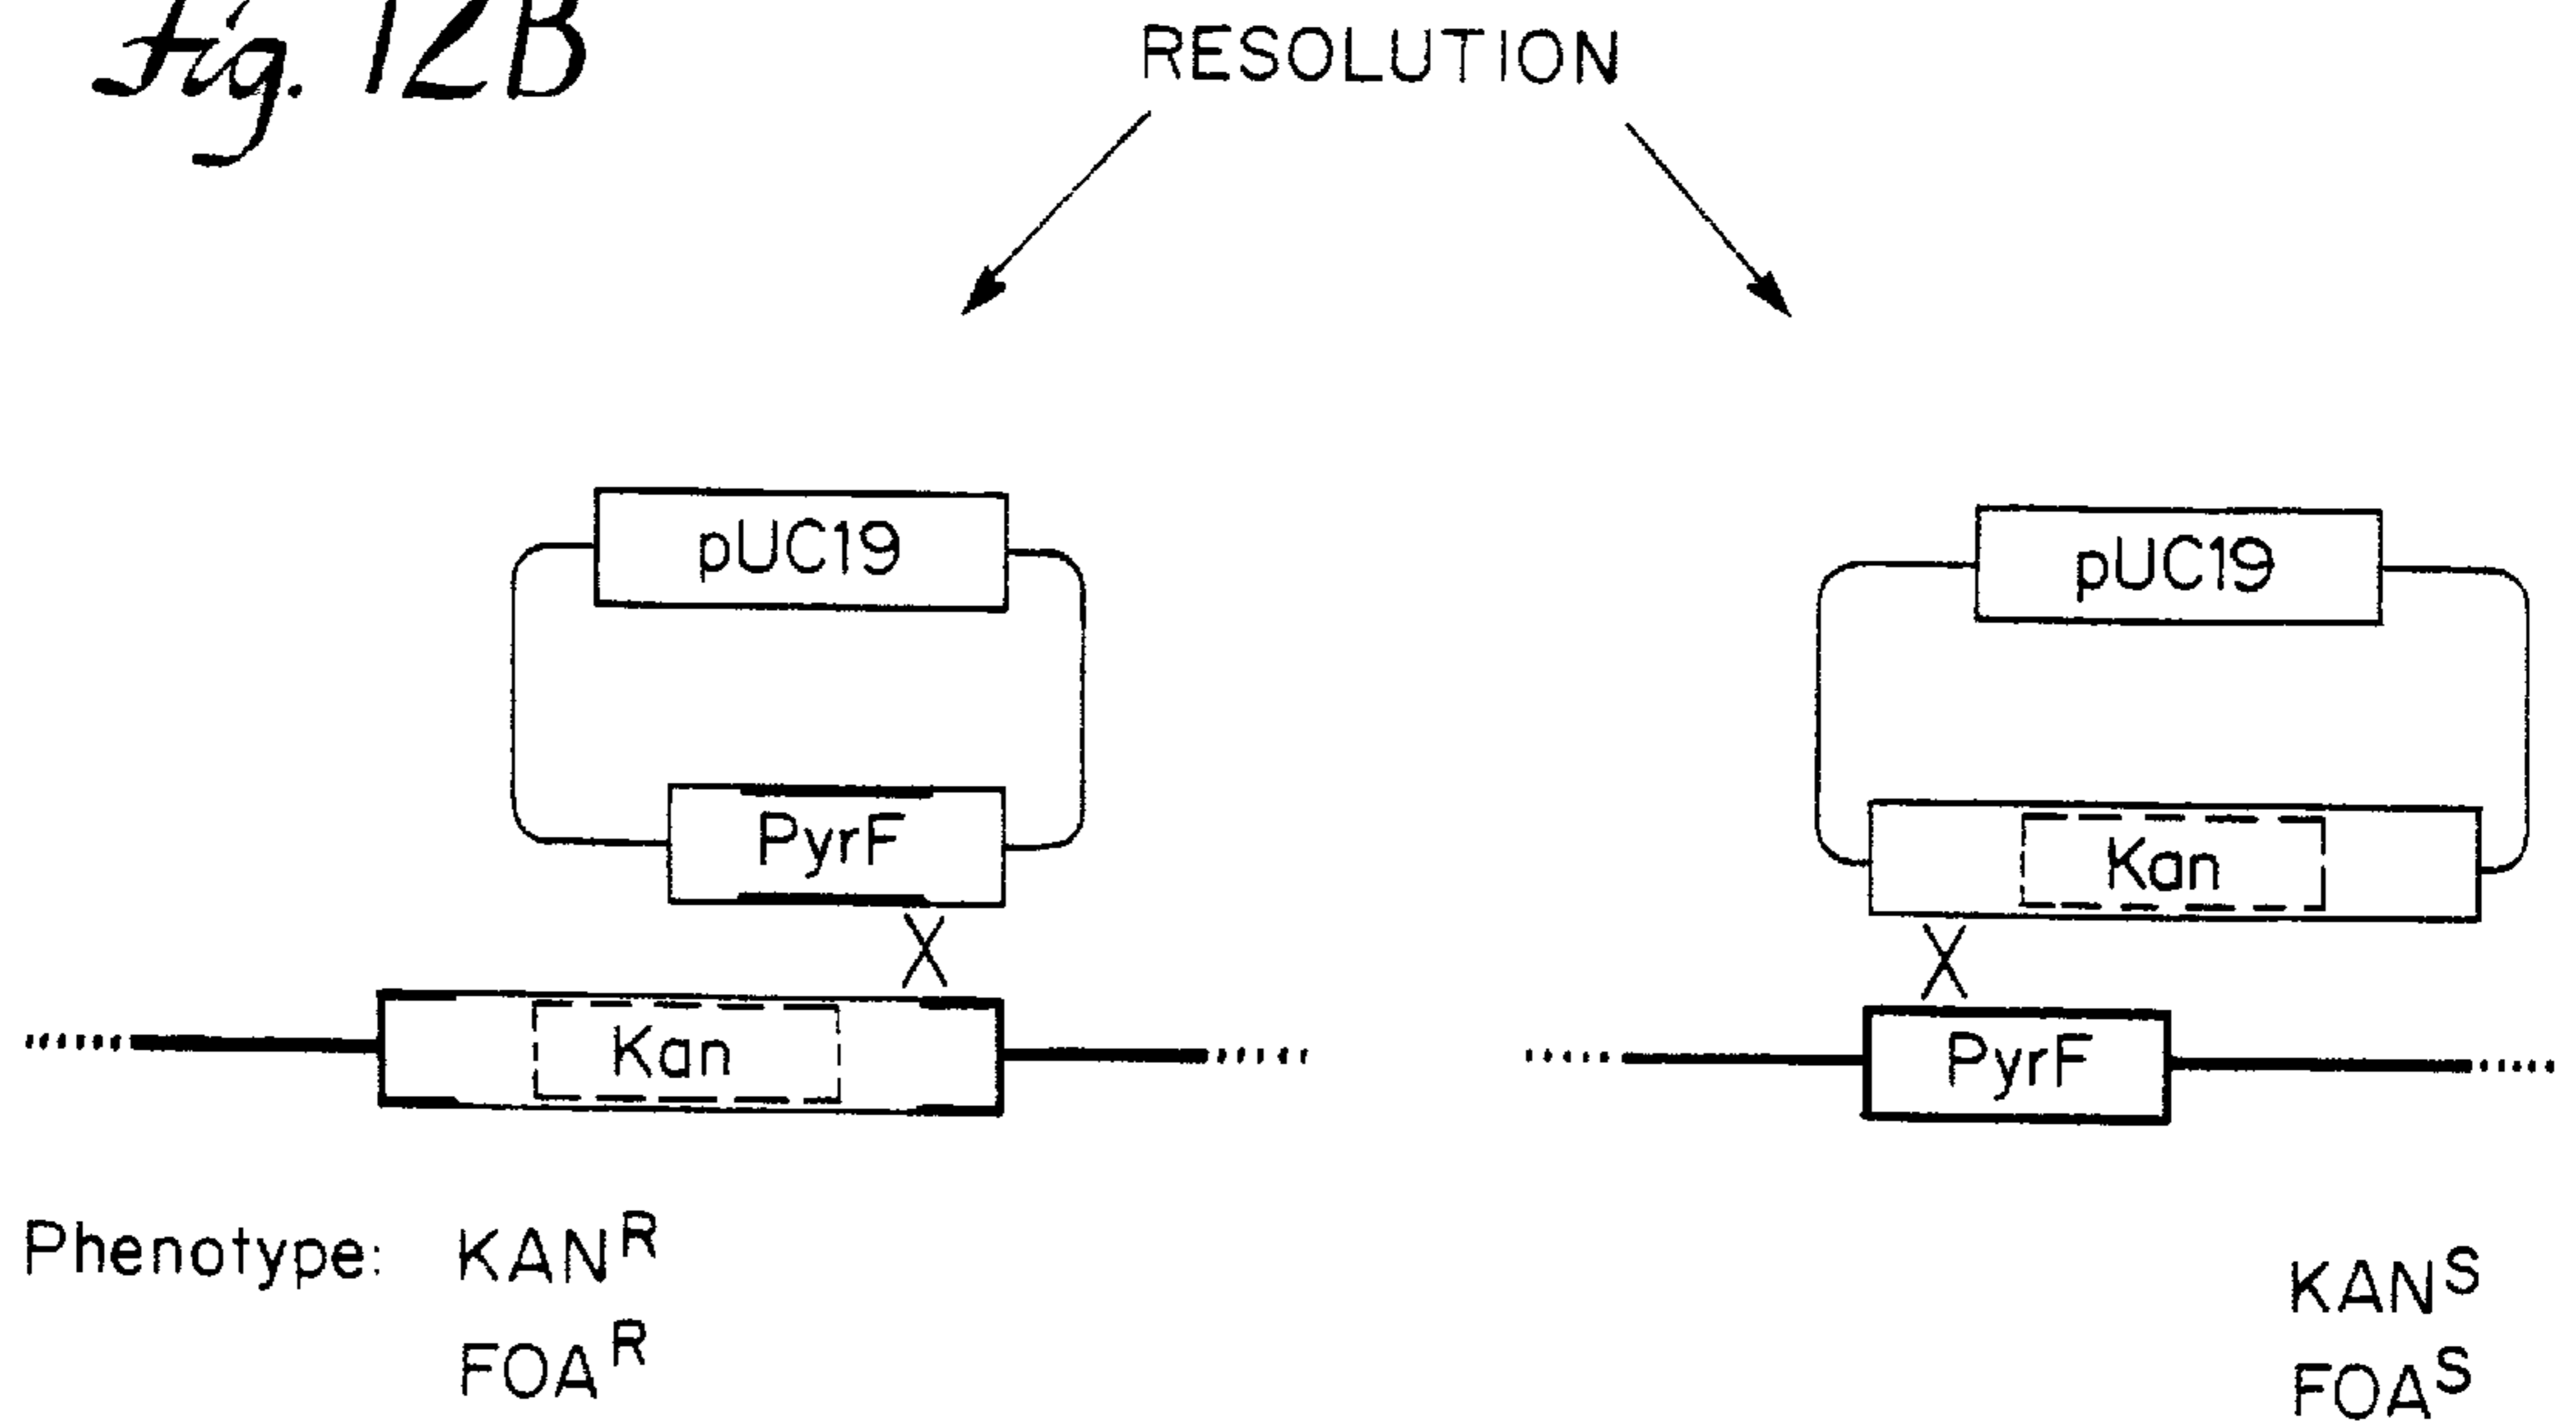 Fig. 12B
RESOLUTION
pUC19
PyrF
X
Kan
pUC19
Kan
X
PyrF
Phenotype: KAN^R
FOA^R
KAN^S
FOA^S